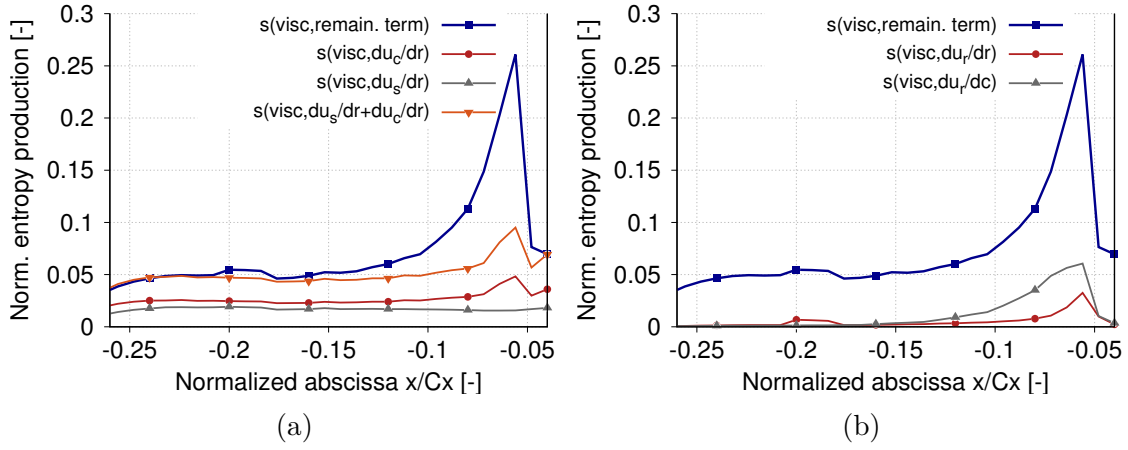 Norm. entropy production [-]
s(visc,remain. term)
s(visc,du_c/dr)
s(visc,du_s/dr)
s(visc,du_s/dr+du_c/dr)
0.3
0.25
0.2
0.15
0.1
0.05
0
-0.25 -0.2 -0.15 -0.1 -0.05
Normalized abscissa x/Cx [-]
(a)
Norm. entropy production [-]
s(visc,remain. term)
s(visc,du_r/dr)
s(visc,du_r/dc)
0.3
0.25
0.2
0.15
0.1
0.05
0
-0.25 -0.2 -0.15 -0.1 -0.05
Normalized abscissa x/Cx [-]
(b)